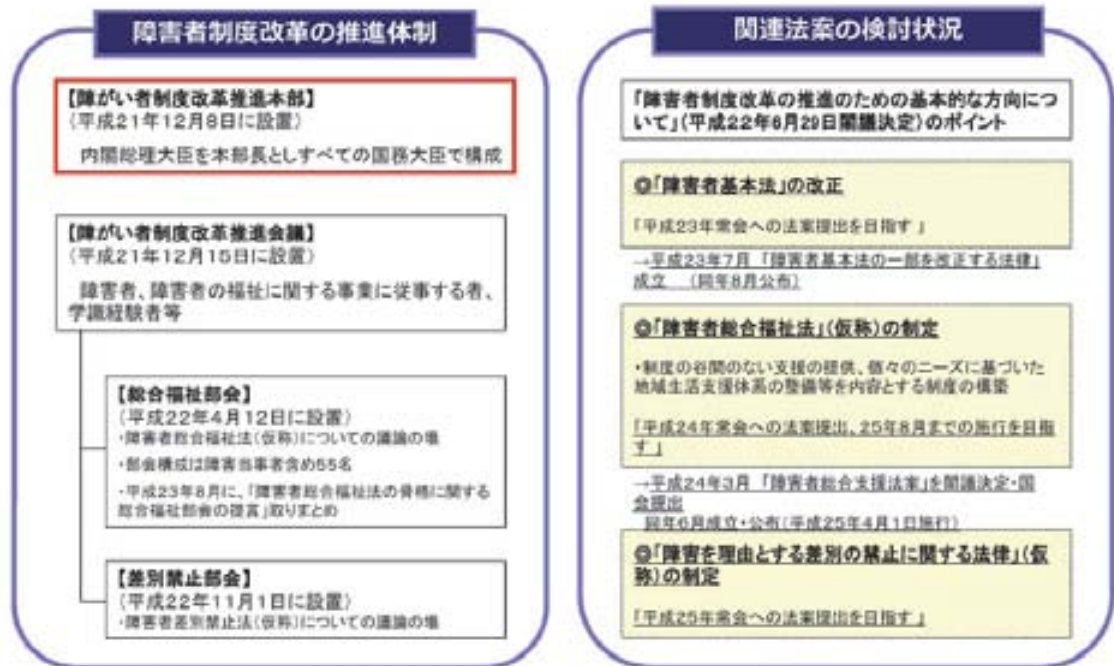 障害者制度改革の推進体制
【障がい者制度改革推進本部】
(平成21年12月8日に設置)
内閣総理大臣を本部長としすべての国務大臣で構成
【障がい者制度改革推進会議】
(平成21年12月15日に設置)
障害者、障害者の福祉に関する事業に従事する者、
学識経験者等
【総合福祉部会】
(平成22年4月12日に設置)
・障害者総合福祉法(仮称)についての議論の場
・部会構成は障害当事者含め55名
・平成23年8月に、「障害者総合福祉法の骨格に関する
総合福祉部会の提言」取りまとめ
【差別禁止部会】
(平成22年11月1日に設置)
・障害者差別禁止法(仮称)についての議論の場
関連法案の検討状況
「障害者制度改革の推進のための基本的な方向につ
いて」(平成22年6月29日閣議決定)のポイント
◎「障害者基本法」の改正
「平成23年常会への法案提出を目指す」
→平成23年7月「障害者基本法の一部を改正する法律」
成立 (同年8月公布)
◎「障害者総合福祉法」(仮称)の制定
・制度の谷間のない支援の提供、個々のニーズに基づいた
地域生活支援体系の整備等を内容とする制度の構築
「平成24年常会への法案提出、25年8月までの施行を目指
す」
→平成24年3月「障害者総合支援法案」を閣議決定・国
会提出
同年6月成立・公布(平成25年4月1日施行)
◎「障害を理由とする差別の禁止に関する法律」(仮
称)の制定
「平成25年常会への法案提出を目指す」